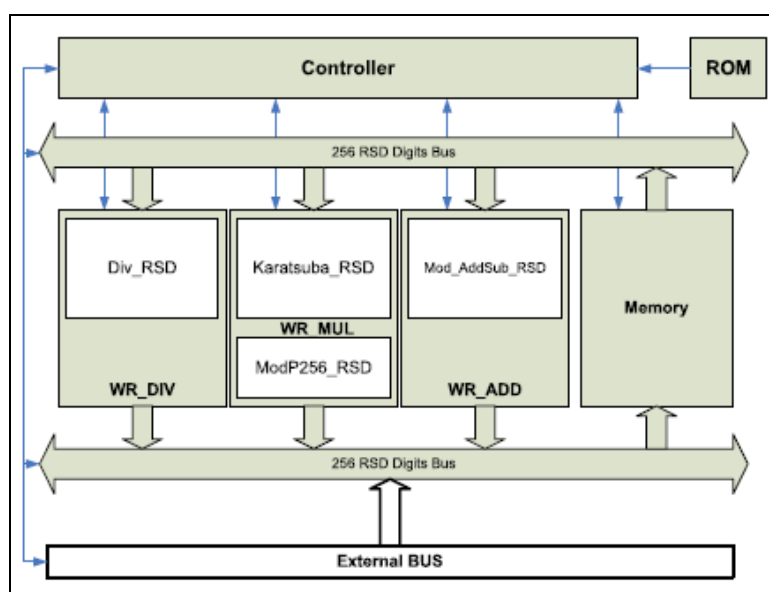 Controller
ROM
256 RSD Digits Bus
Div_RSD
Karatsuba_RSD
Mod_AddSub_RSD
Memory
WR_MUL
ModP256_RSD
WR_DIV
WR_ADD
256 RSD Digits Bus
External BUS